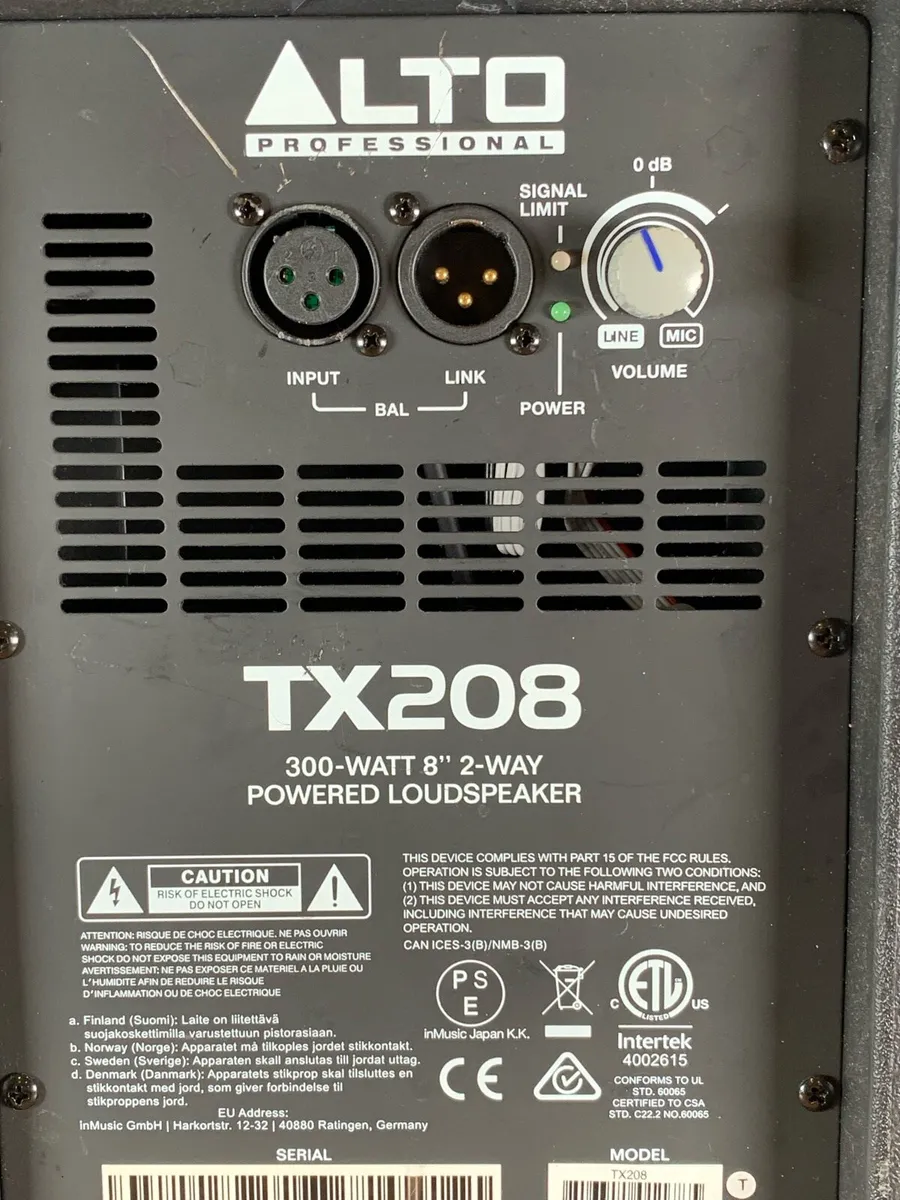 ALTO
PROFESSIONAL
0 dB
SIGNAL
LIMIT
2 1
3
LINE MIC
VOLUME
INPUT LINK
BAL
POWER
TX208
300-WATT 8” 2-WAY
POWERED LOUDSPEAKER
CAUTION
RISK OF ELECTRIC SHOCK
DO NOT OPEN
ATTENTION: RISQUE DE CHOC ELECTRIQUE. NE PAS OUVRIR
WARNING: TO REDUCE THE RISK OF FIRE OR ELECTRIC
SHOCK DO NOT EXPOSE THIS EQUIPMENT TO RAIN OR MOISTURE
AVERTISSEMENT: NE PAS EXPOSER CE MATERIEL A LA PLUIE OU
L'HUMIDITE AFIN DE REDUIRE LE RISQUE
D'INFLAMMATION OU DE CHOC ELECTRIQUE
THIS DEVICE COMPLIES WITH PART 15 OF THE FCC RULES.
OPERATION IS SUBJECT TO THE FOLLOWING TWO CONDITIONS:
(1) THIS DEVICE MAY NOT CAUSE HARMFUL INTERFERENCE, AND
(2) THIS DEVICE MUST ACCEPT ANY INTERFERENCE RECEIVED,
INCLUDING INTERFERENCE THAT MAY CAUSE UNDESIRED
OPERATION.
CAN ICES-3(B)/NMB-3(B)
a. Finland (Suomi): Laite on liitettävä
suojakoskettimilla varustettuun pistorasiaan.
b. Norway (Norge): Apparatet må tilkoples jordet stikkontakt.
c. Sweden (Sverige): Apparaten skall anslutas till jordat uttag.
d. Denmark (Danmark): Apparatets stikprop skal tilsluttes en
stikkontakt med jord, som giver forbindelse til
stikproppens jord.
EU Address:
inMusic GmbH | Harkortstr. 12-32 | 40880 Ratingen, Germany
PS
E
inMusic Japan K.K.
CE
ETL
LISTED
C US
Intertek
4002615
CONFORMS TO UL
STD. 60065
CERTIFIED TO CSA
STD. C22.2 NO.60065
SERIAL MODEL
TX208
T